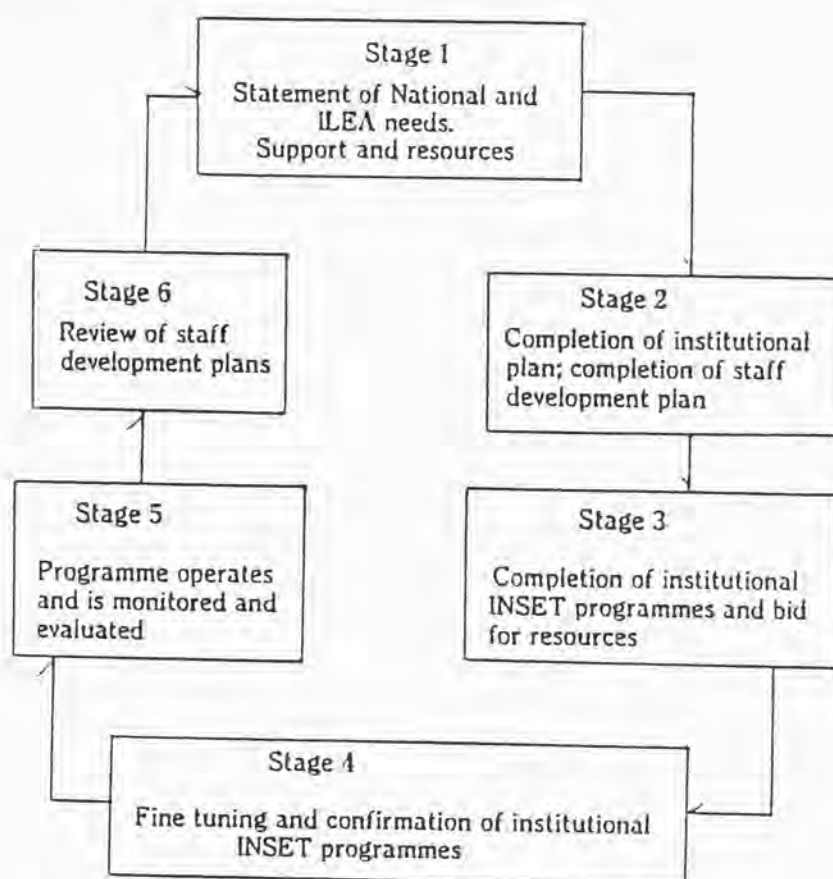 Stage 1
Statement of National and
ILEA needs.
Support and resources
Stage 2
Completion of institutional
plan; completion of staff
development plan
Stage 3
Completion of institutional
INSET programmes and bid
for resources
Stage 4
Fine tuning and confirmation of institutional
INSET programmes
Stage 5
Programme operates
and is monitored and
evaluated
Stage 6
Review of staff
development plans